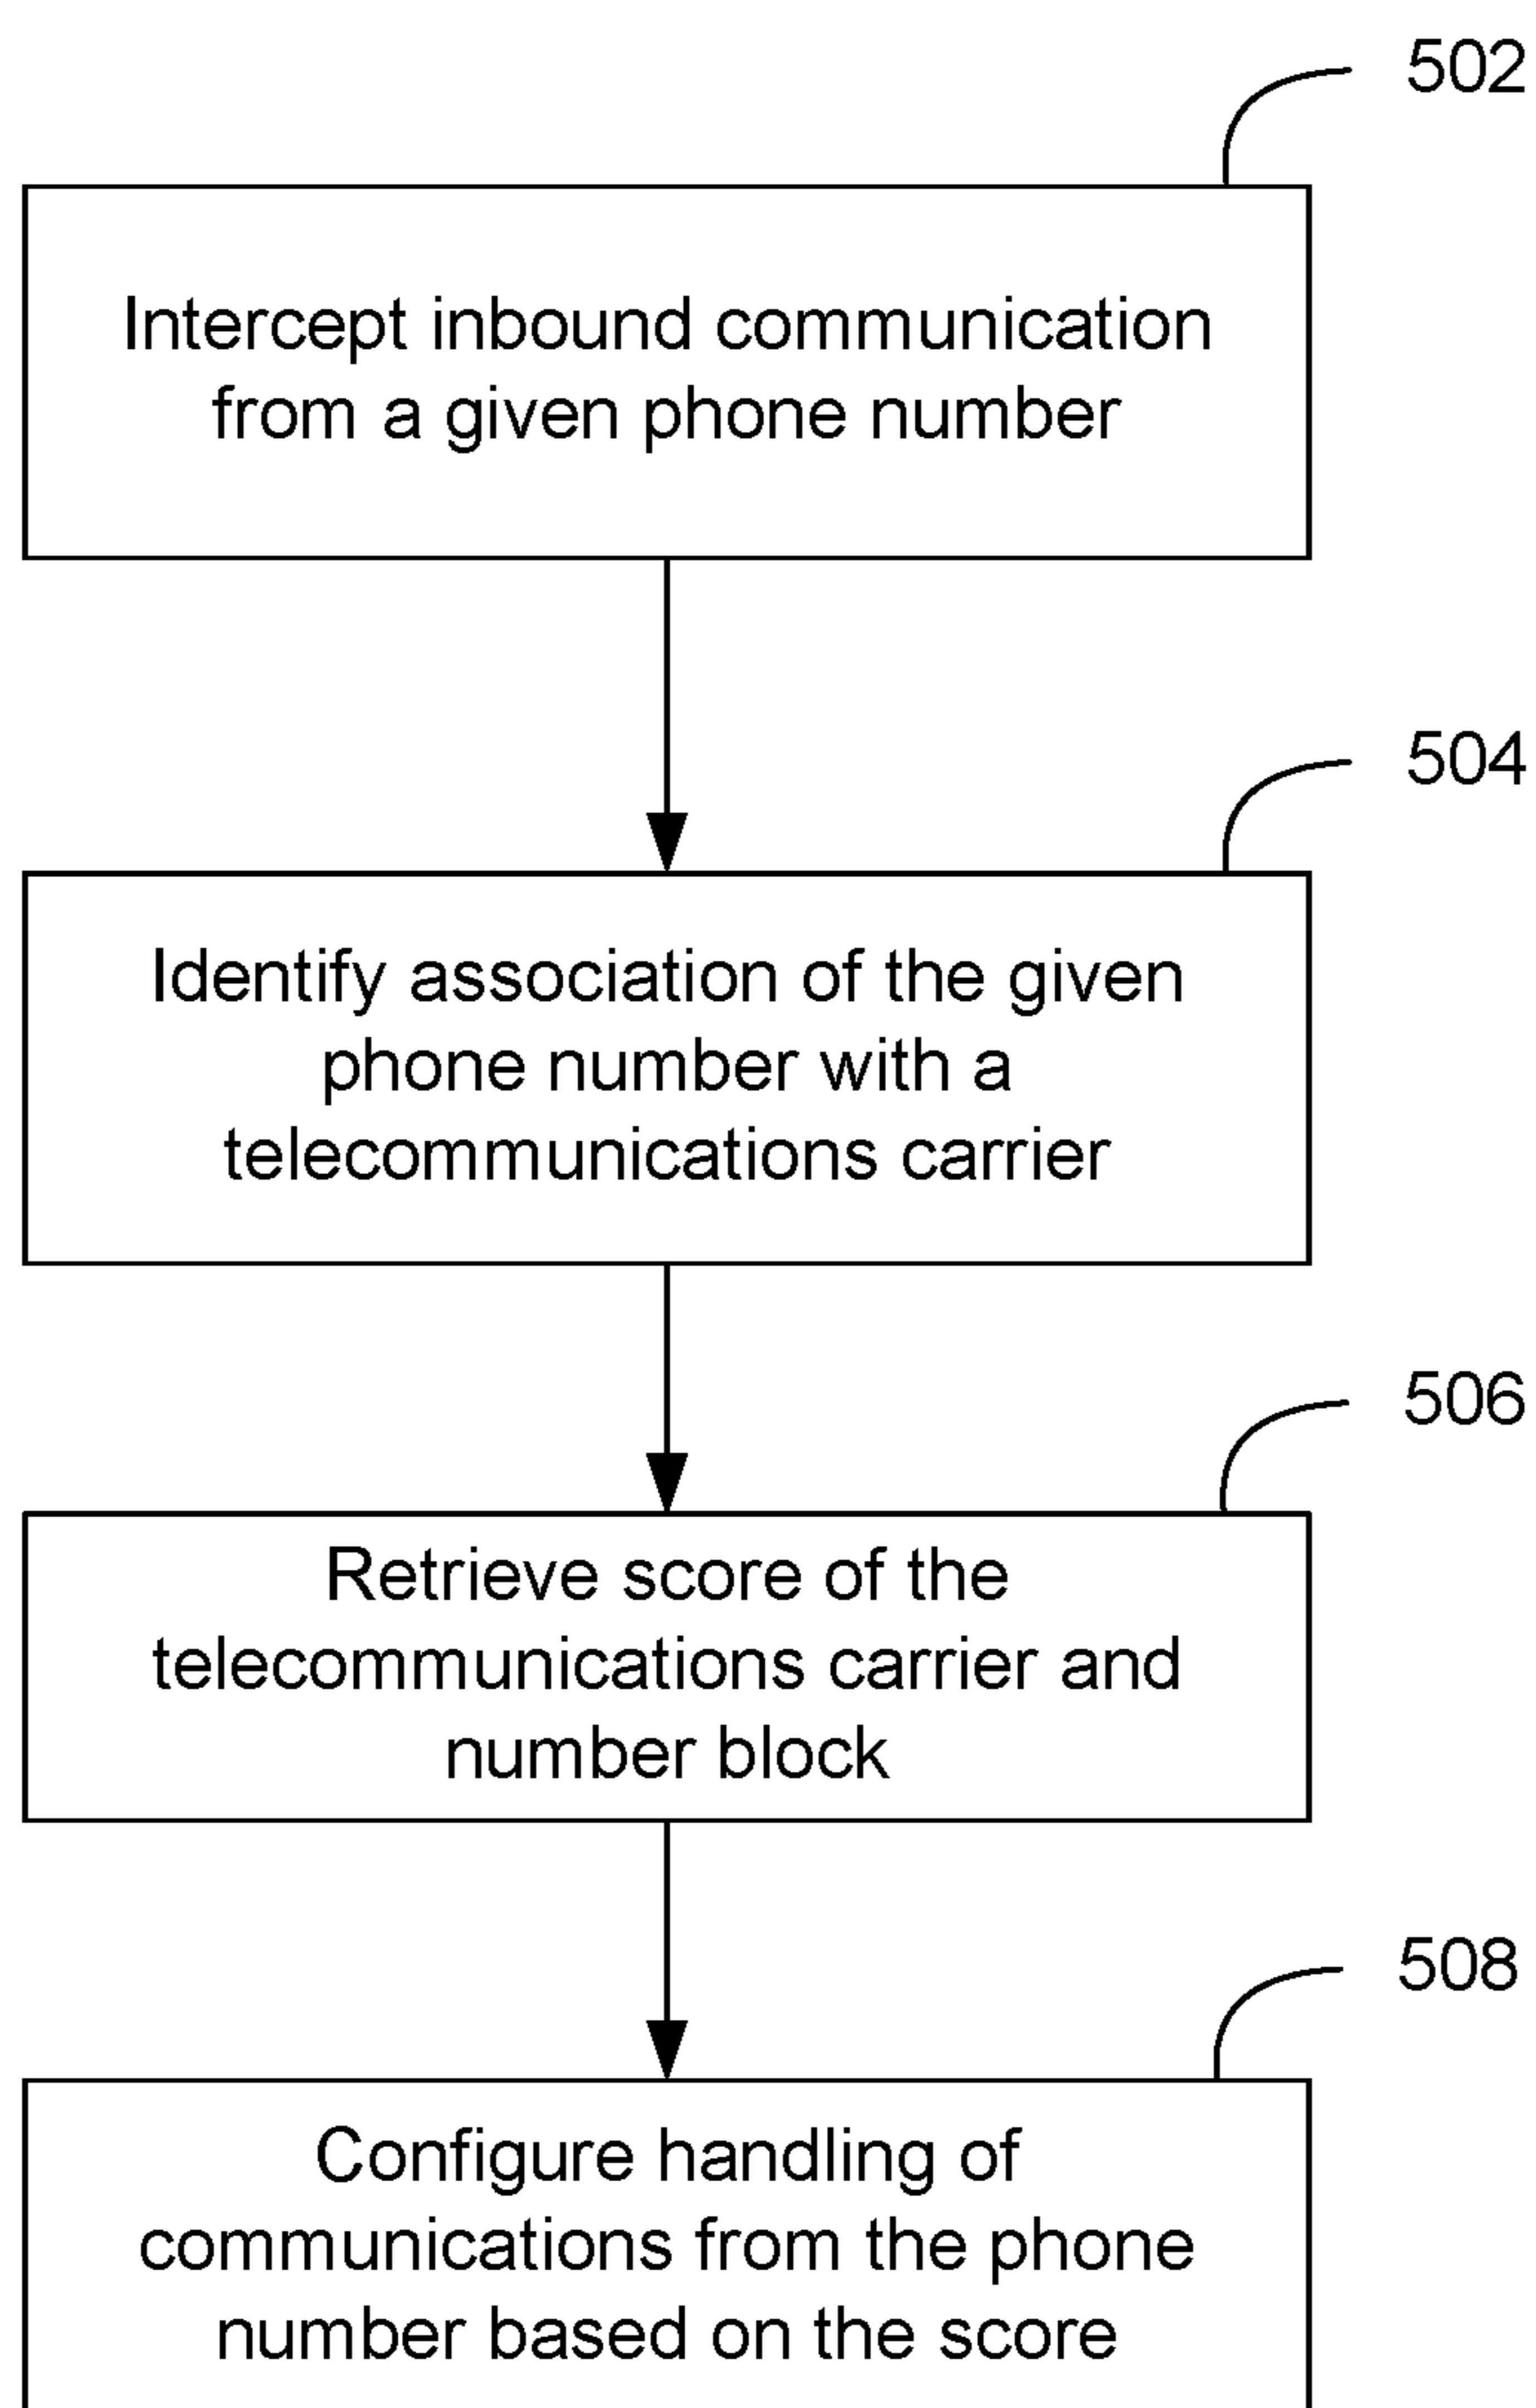 502
Intercept inbound communication
from a given phone number
504
Identify association of the given
phone number with a
telecommunications carrier
506
Retrieve score of the
telecommunications carrier and
number block
508
Configure handling of
communications from the phone
number based on the score